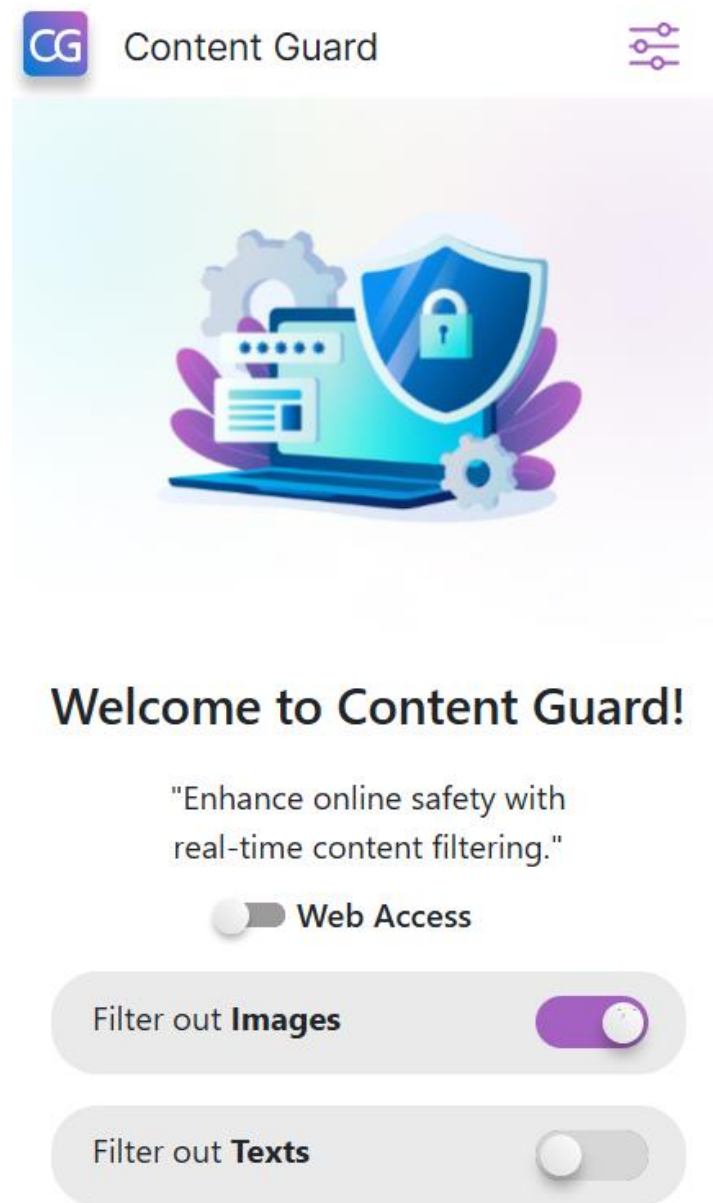 CG Content Guard
Welcome to Content Guard!
"Enhance online safety with
real-time content filtering."
Web Access
Filter out Images
Filter out Texts